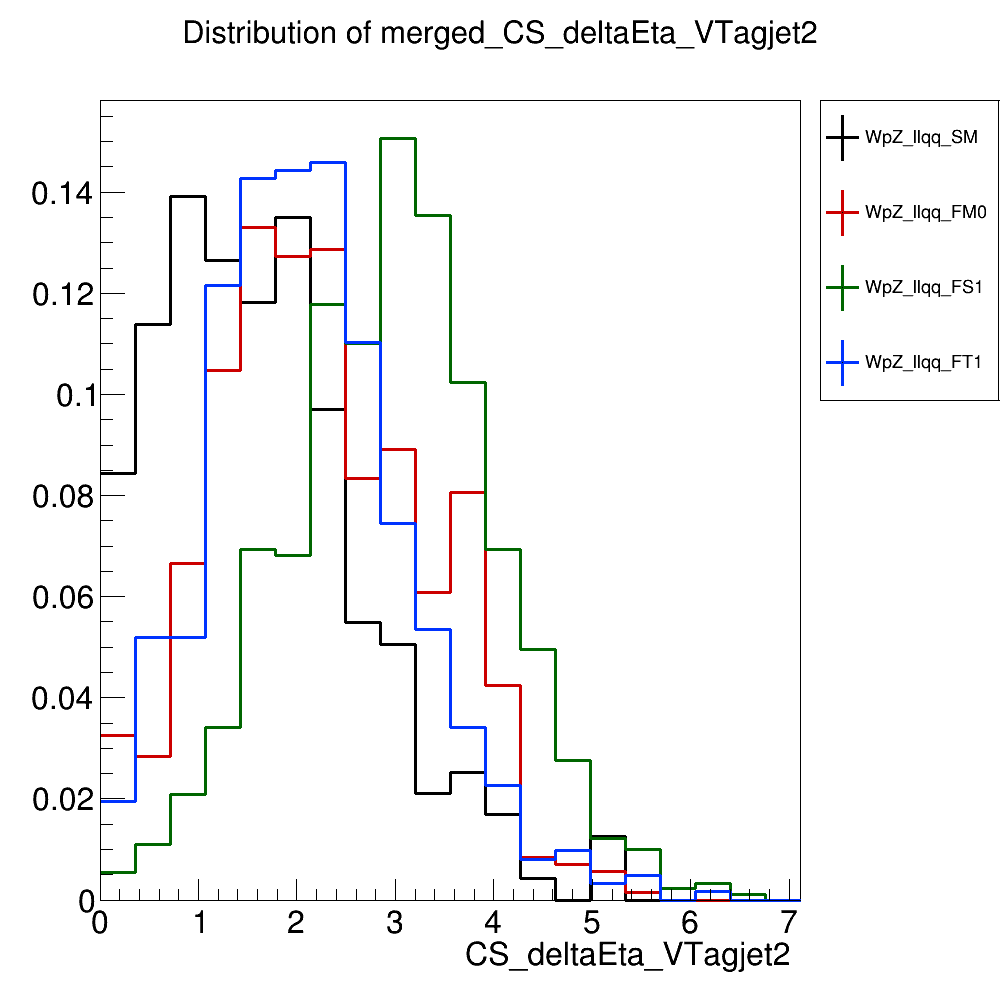 Distribution of merged_CS_deltaEta_VTagjet2
WpZ_llqq_SM
WpZ_llqq_FM0
WpZ_llqq_FS1
WpZ_llqq_FT1
0.14
0.12
0.1
0.08
0.06
0.04
0.02
0
0 1 2 3 4 5 6 7
CS_deltaEta_VTagjet2